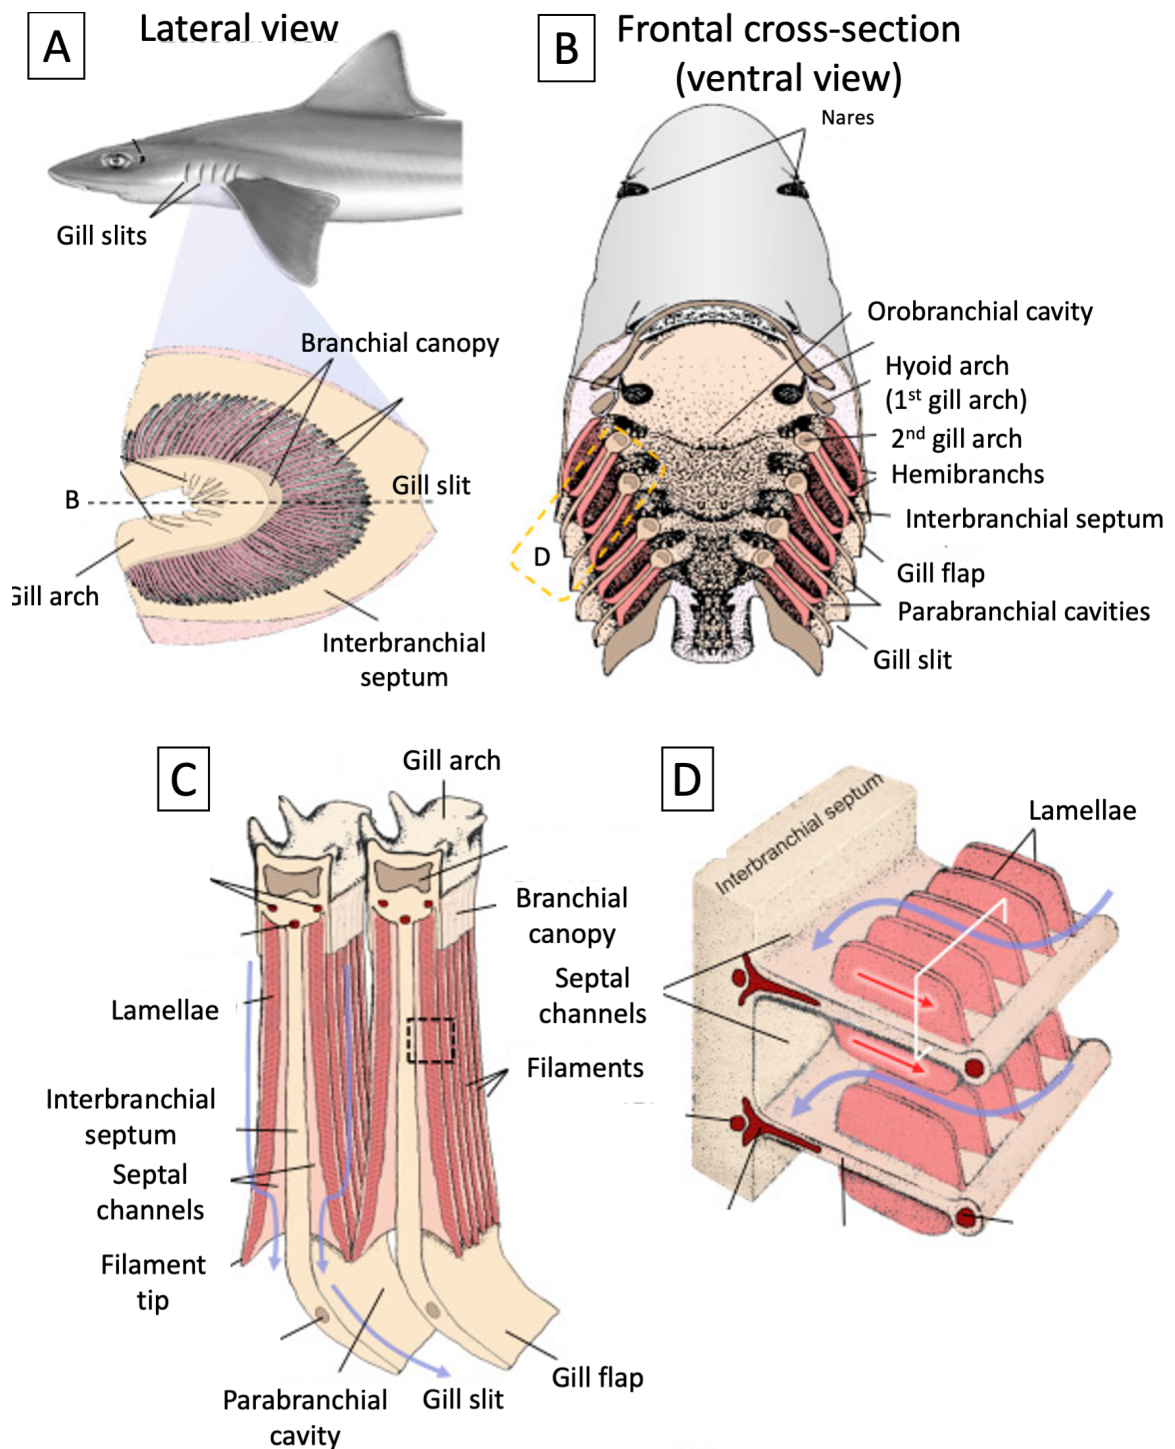 A
Lateral view
Gill slits
Branchial canopy
B
Gill slit
Gill arch
Interbranchial
septum
B
Frontal cross-section
(ventral view)
Nares
Orobranchial cavity
Hyoid arch
(1st gill arch)
2nd gill arch
Hemibranchs
Interbranchial septum
D
Gill flap
Parabranchial cavities
Gill slit
C
Gill arch
Branchial
canopy
Lamellae
Filaments
Interbranchial
septum
Septal
channels
Filament
tip
Parabranchial
cavity
Gill slit
Gill flap
D
Interbranchial septum
Lamellae
Septal
channels